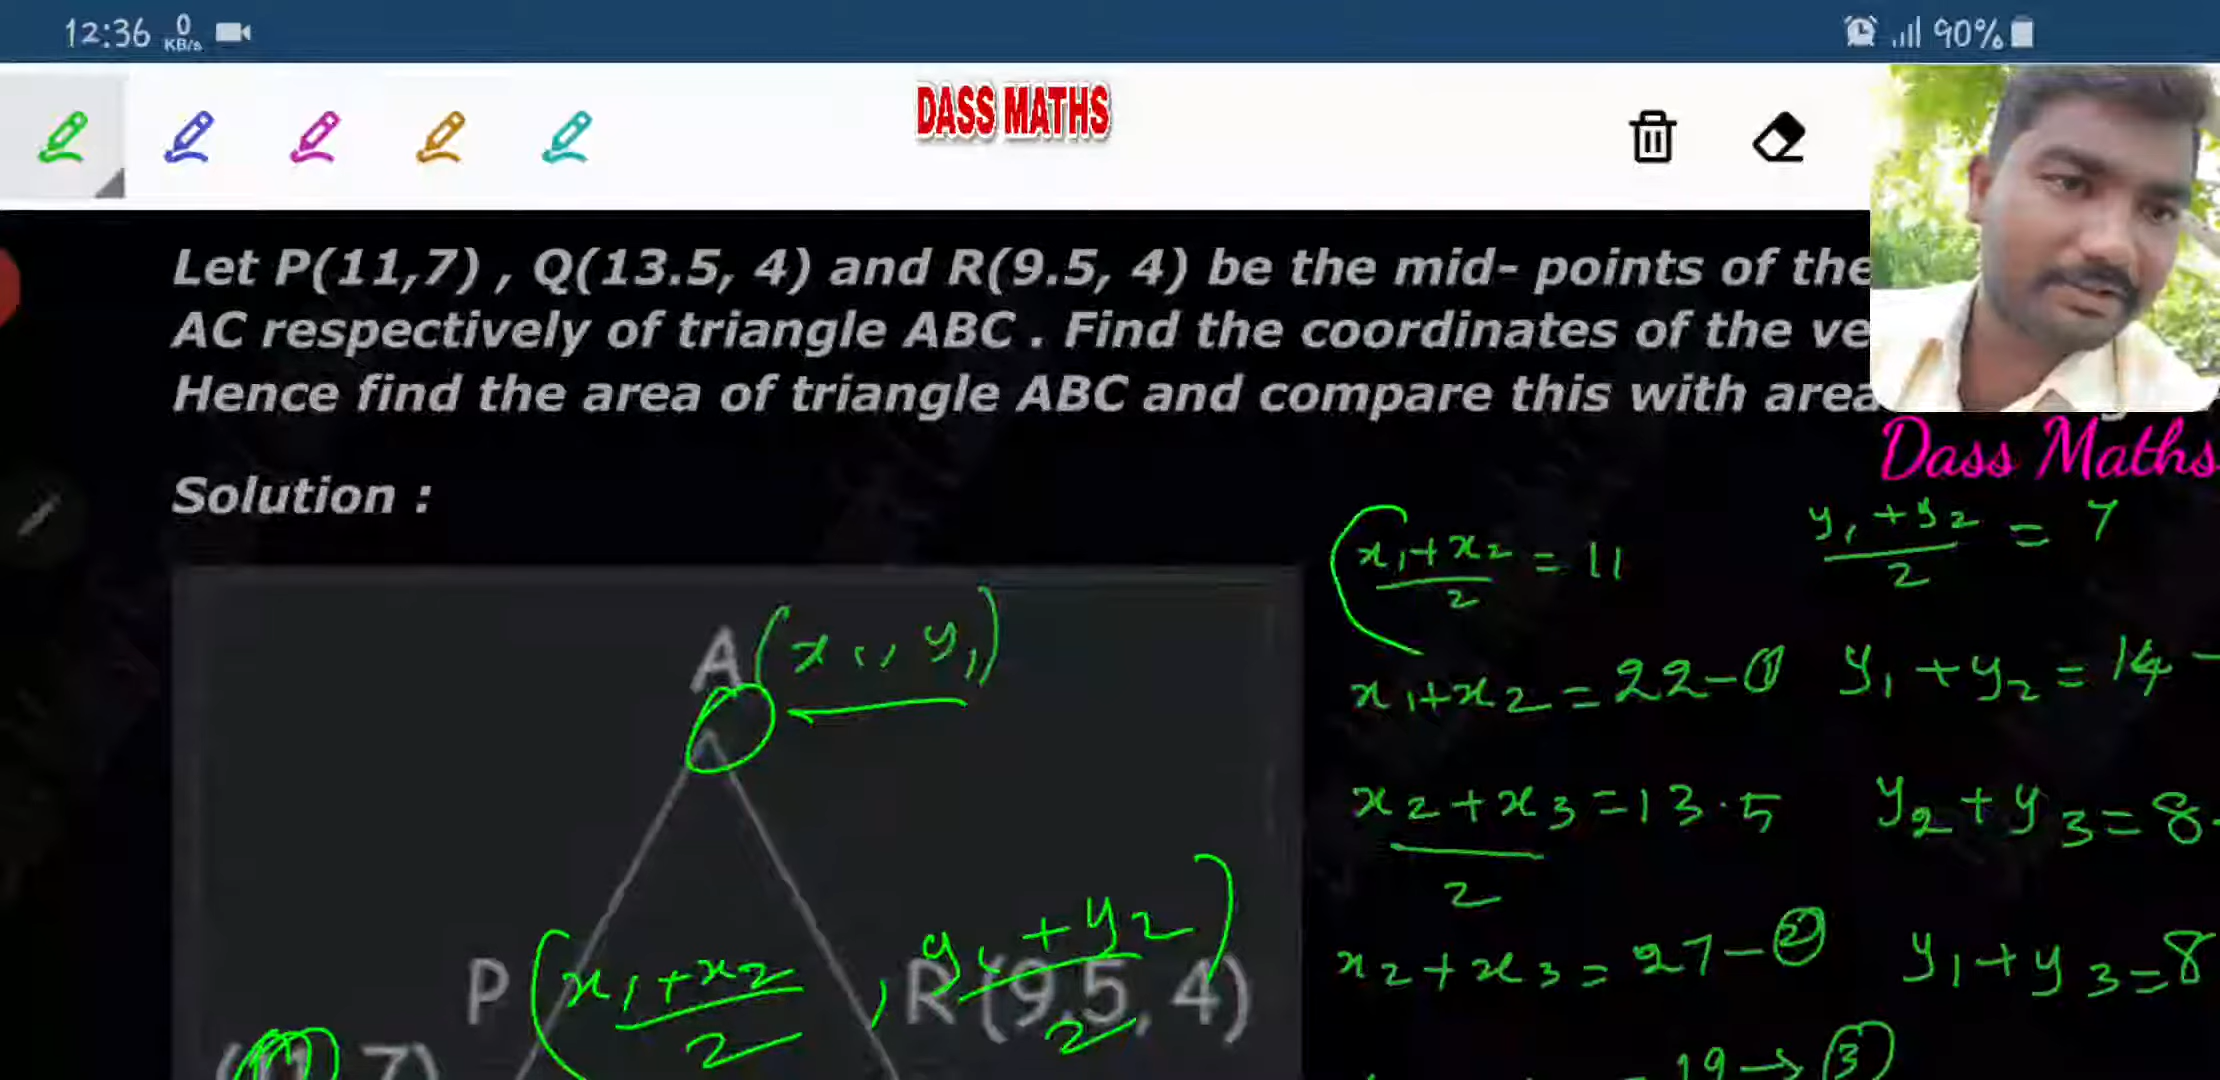 12:36 0 KB/s 90%
DASS MATHS
Let P(11,7) , Q(13.5, 4) and R(9.5, 4) be the mid- points of the
AC respectively of triangle ABC . Find the coordinates of the ve
Hence find the area of triangle ABC and compare this with area
Dass Maths
Solution :
x₁+x₂/2 = 11 y₁+y₂/2 = 7
A(x₁, y₁)
x₁+x₂=22-① y₁+y₂=14-
x₂+x₃/2=13.5 y₂+y₃=8-
P(x₁+x₂/2, y₁+y₂/2)
R(9.5, 4)
x₂+x₃=27-② y₁+y₃=8
7)
19→③